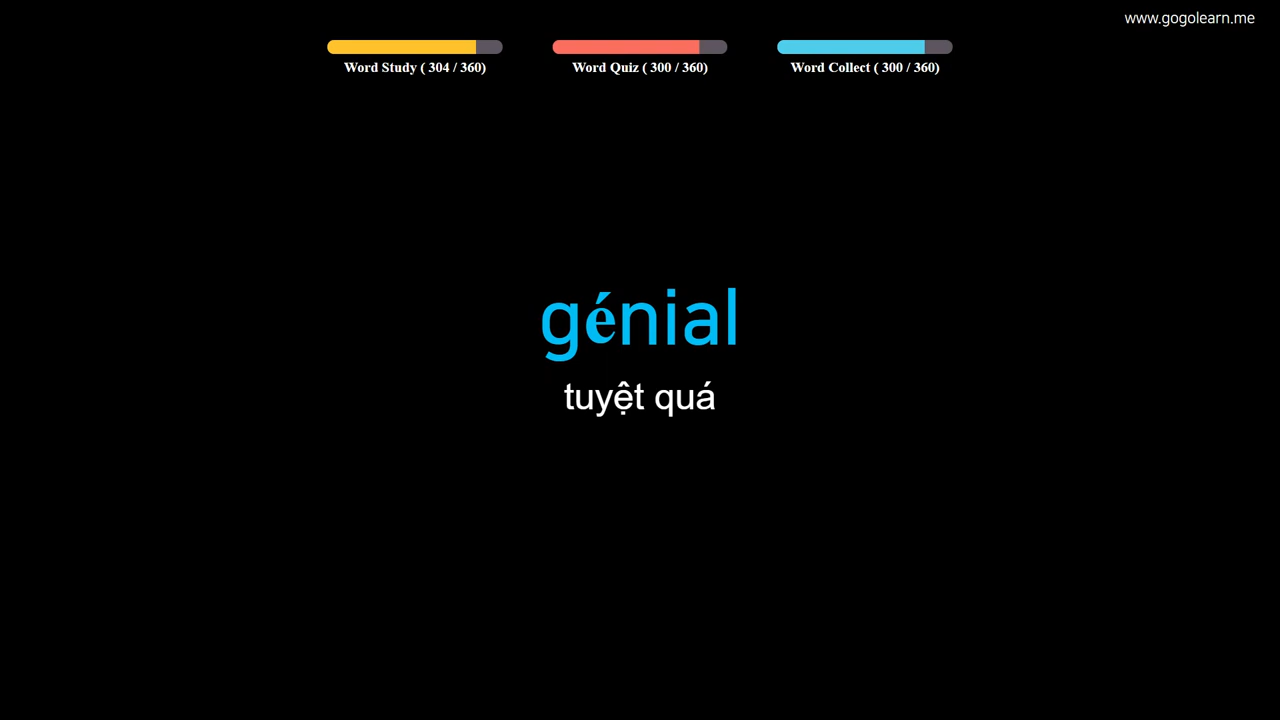 www.gogolearn.me
Word Study ( 304 / 360)
Word Quiz ( 300 / 360)
Word Collect ( 300 / 360)
génial
tuyệt quá